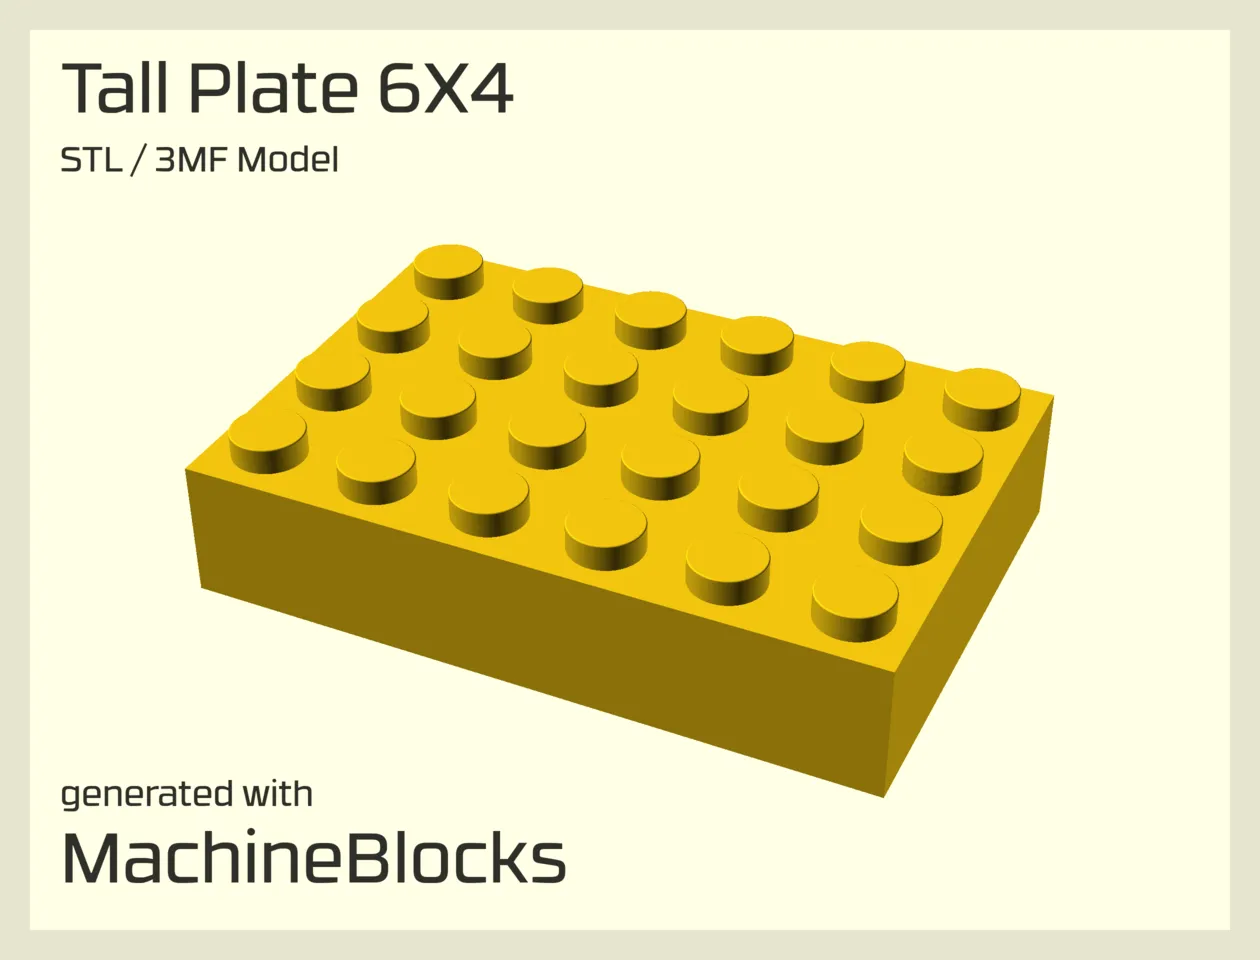 Tall Plate 6X4
STL / 3MF Model
generated with
MachineBlocks